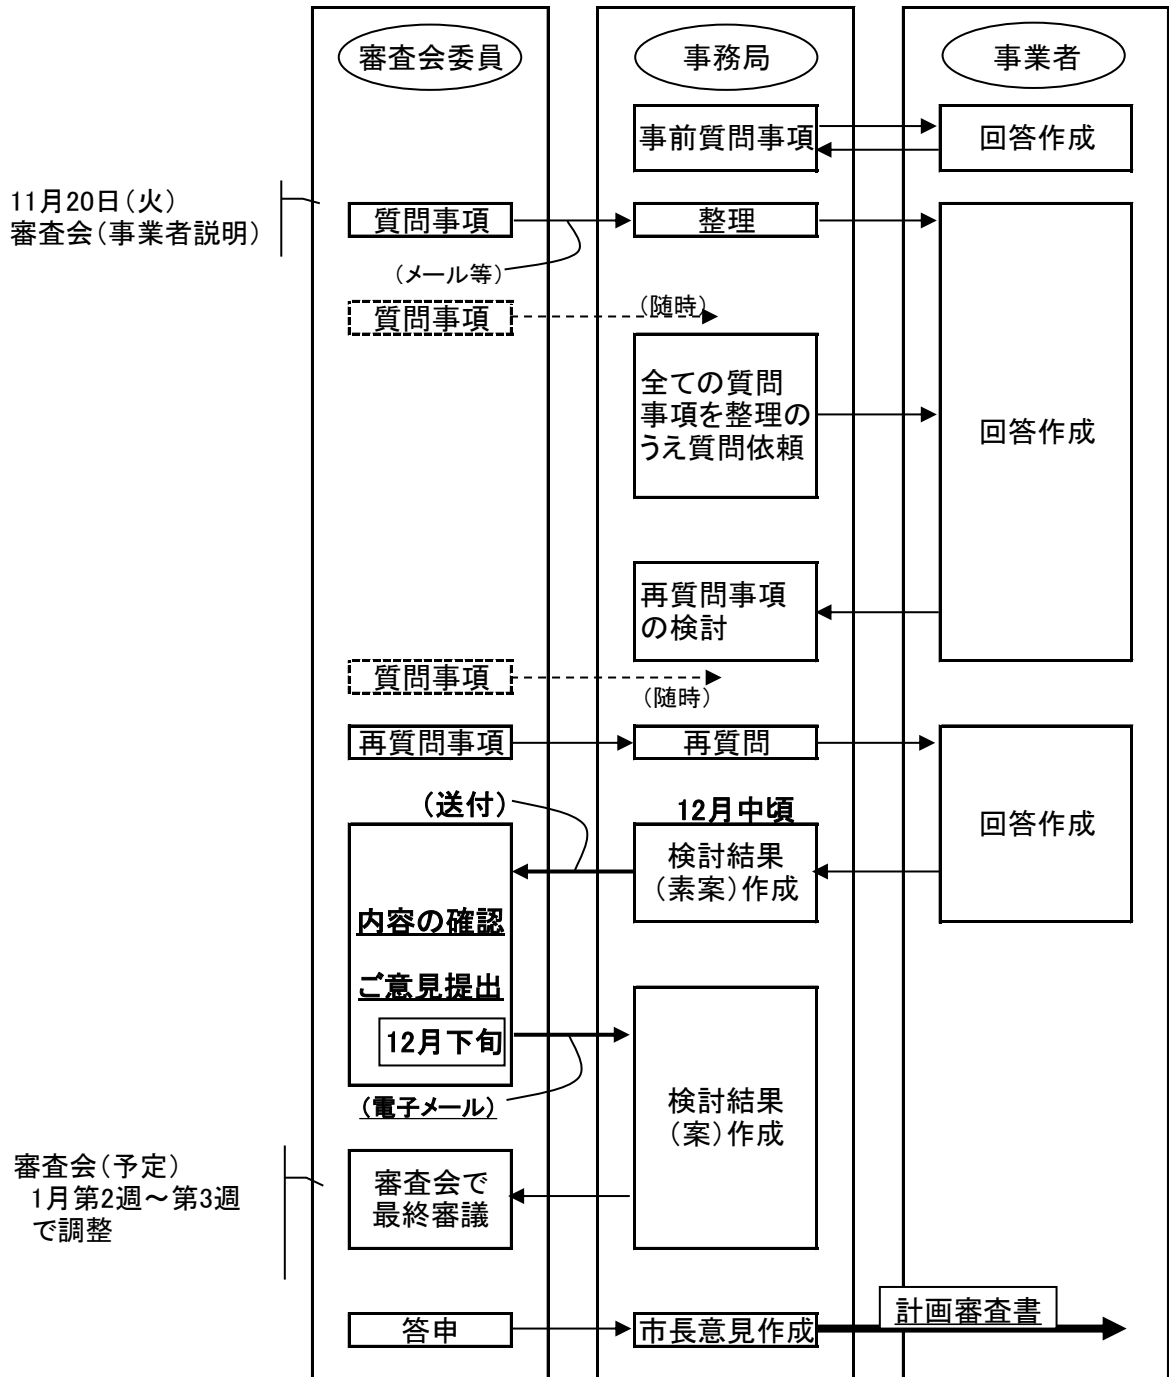 審査会委員
事務局
事業者
事前質問事項
回答作成
11月20日(火)
審査会(事業者説明)
質問事項
整理
(メール等)
質問事項
(随時)
全ての質問
事項を整理の
うえ質問依頼
回答作成
再質問事項
の検討
質問事項
(随時)
再質問事項
再質問
(送付)
12月中頃
検討結果
(素案)作成
回答作成
内容の確認
ご意見提出
12月下旬
(電子メール)
検討結果
(案)作成
審査会(予定)
1月第2週~第3週
で調整
審査会で
最終審議
計画審査書
答申
市長意見作成